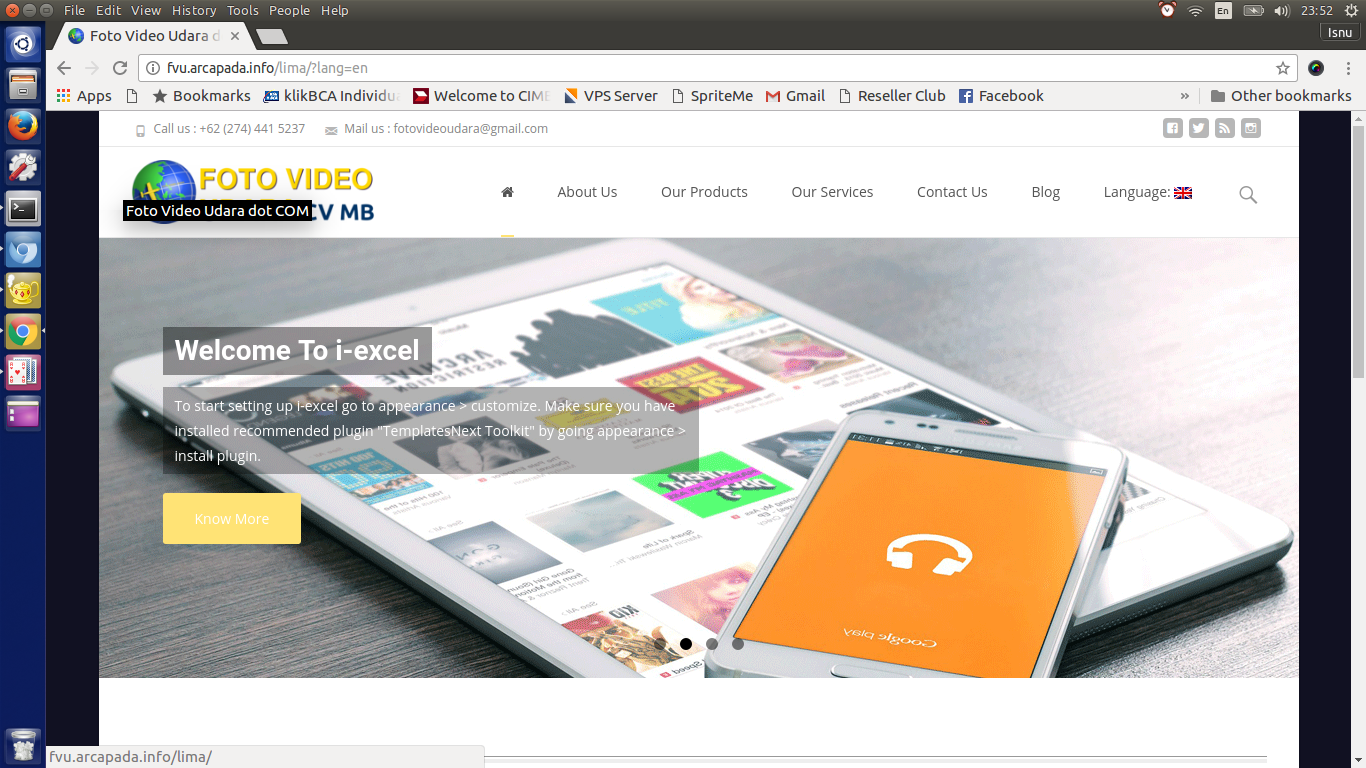 File Edit View History Tools People Help
En
23:52
Isnu
Foto Video Udara d
fvu.arcapada.info/lima/?lang=en
Apps
Bookmarks
klikBCA Individu
Welcome to CIMB
VPS Server
SpriteMe
Gmail
Reseller Club
Facebook
»
Other bookmarks
Call us : +62 (274) 441 5237
Mail us : fotovideoudara@gmail.com
FOTO VIDEO
CV MB
Foto Video Udara dot COM
About Us
Our Products
Our Services
Contact Us
Blog
Language:
Welcome To i-excel
To start setting up i-excel go to appearance > customize. Make sure you have
installed recommended plugin "TemplatesNext Toolkit" by going appearance >
install plugin.
Know More
Google play
fvu.arcapada.info/lima/